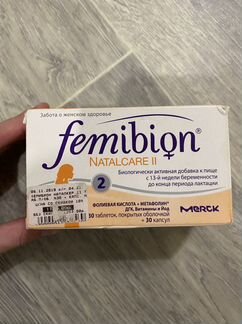 Забота о женском здоровье
femibion®
NATALCARE II
2
Биологически активная добавка к пище
с 13-й недели беременности
до конца периода лактации
ФОЛИЕВАЯ КИСЛОТА + МЕТАФОЛИН®
ДГК, Витамины и Йод
30 таблеток, покрытых оболочкой
+ 30 капсул
MERCK